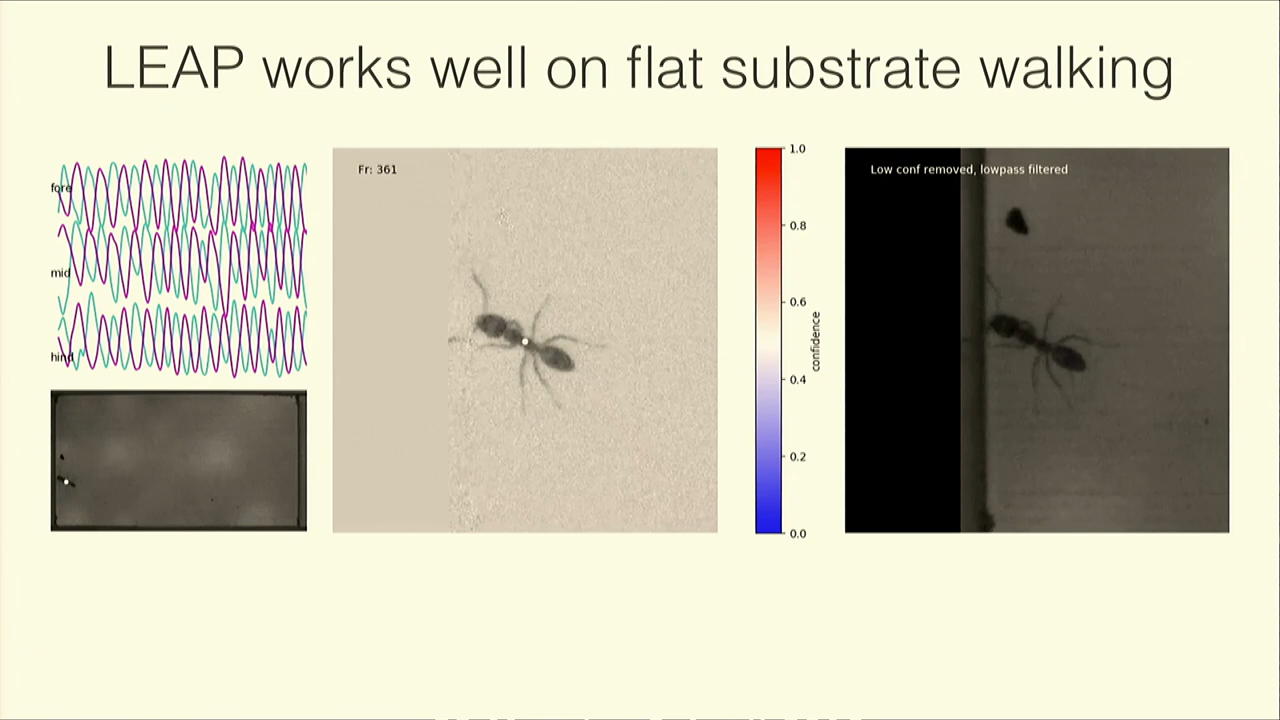 LEAP works well on flat substrate walking
fore
mid
hind
Fr: 361
1.0
0.8
0.6
0.4
0.2
0.0
confidence
Low conf removed, lowpass filtered